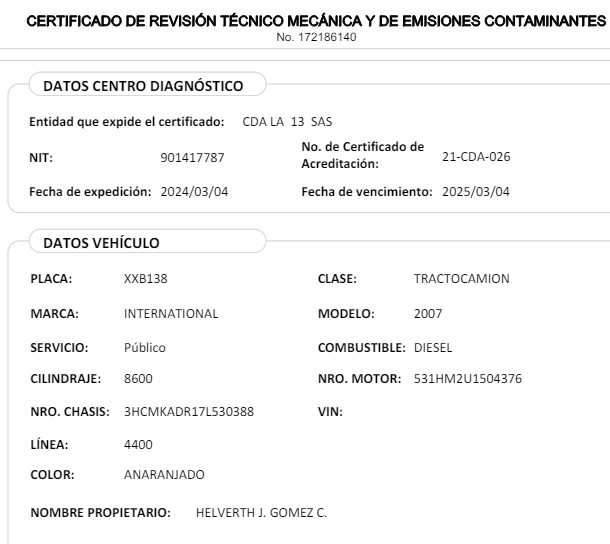 CERTIFICADO DE REVISIÓN TÉCNICO MECÁNICA Y DE EMISIONES CONTAMINANTES
No. 172186140
DATOS CENTRO DIAGNÓSTICO
Entidad que expide el certificado: CDA LA 13 SAS
NIT: 901417787 No. de Certificado de Acreditación: 21-CDA-026
Fecha de expedición: 2024/03/04 Fecha de vencimiento: 2025/03/04
DATOS VEHÍCULO
PLACA: XXB138 CLASE: TRACTOCAMION
MARCA: INTERNATIONAL MODELO: 2007
SERVICIO: Público COMBUSTIBLE: DIESEL
CILINDRAJE: 8600 NRO. MOTOR: 531HM2U1504376
NRO. CHASIS: 3HCMKADR17L530388 VIN:
LÍNEA: 4400
COLOR: ANARANJADO
NOMBRE PROPIETARIO: HELVERTH J. GOMEZ C.